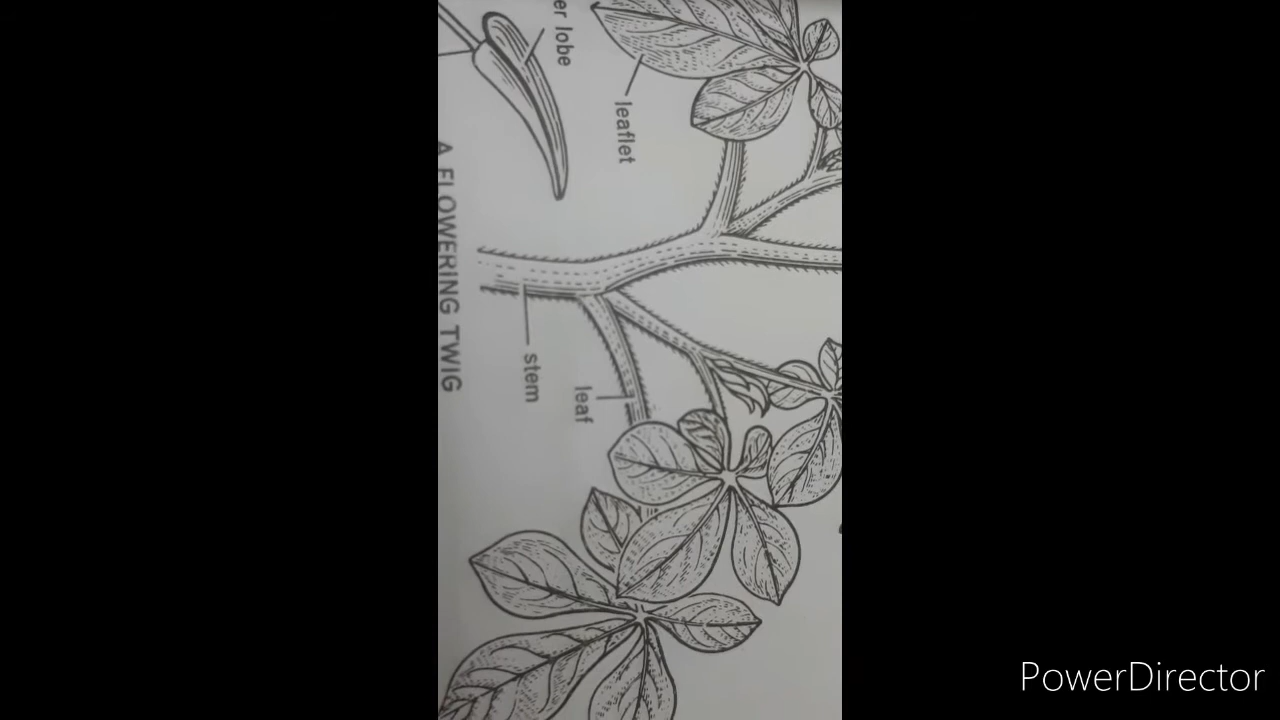 er lobe
leaflet
stem
leaf
A FLOWERING TWIG
PowerDirector